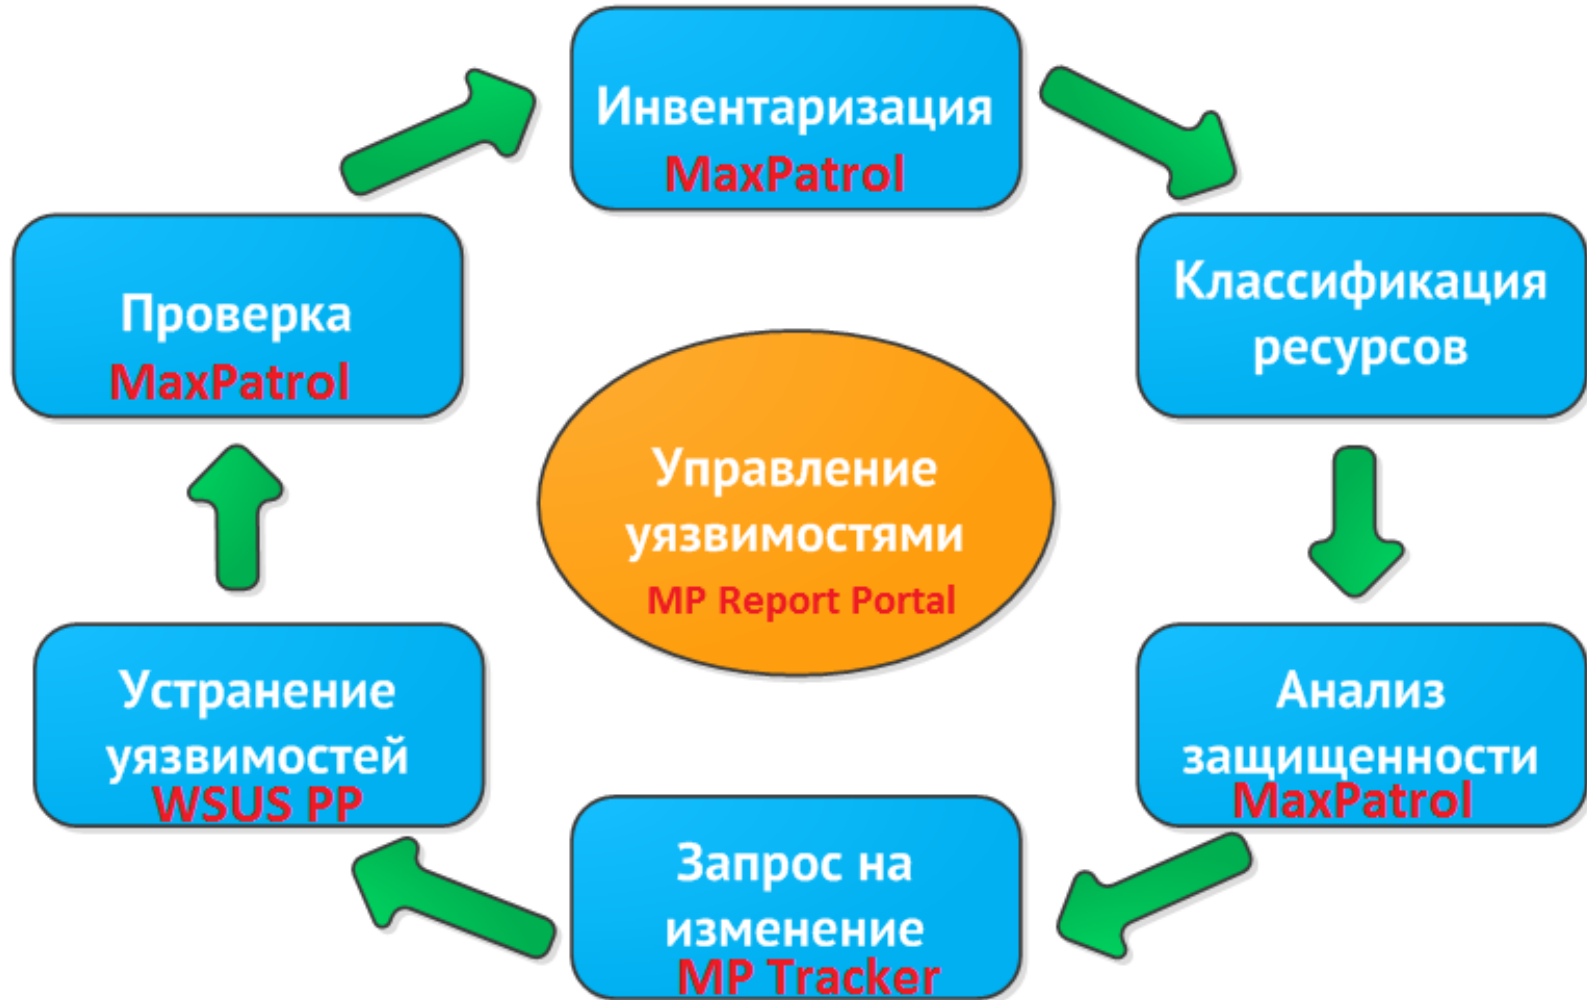 Инвентаризация
MaxPatrol
Классификация
ресурсов
Анализ
защищенности
MaxPatrol
Запрос на
изменение
MP Tracker
Устранение
уязвимостей
WSUS PP
Проверка
MaxPatrol
Управление
уязвимостями
MP Report Portal